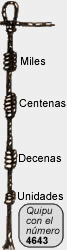 Miles
Centenas
Decenas
Unidades
Quipu
con el
número
4643